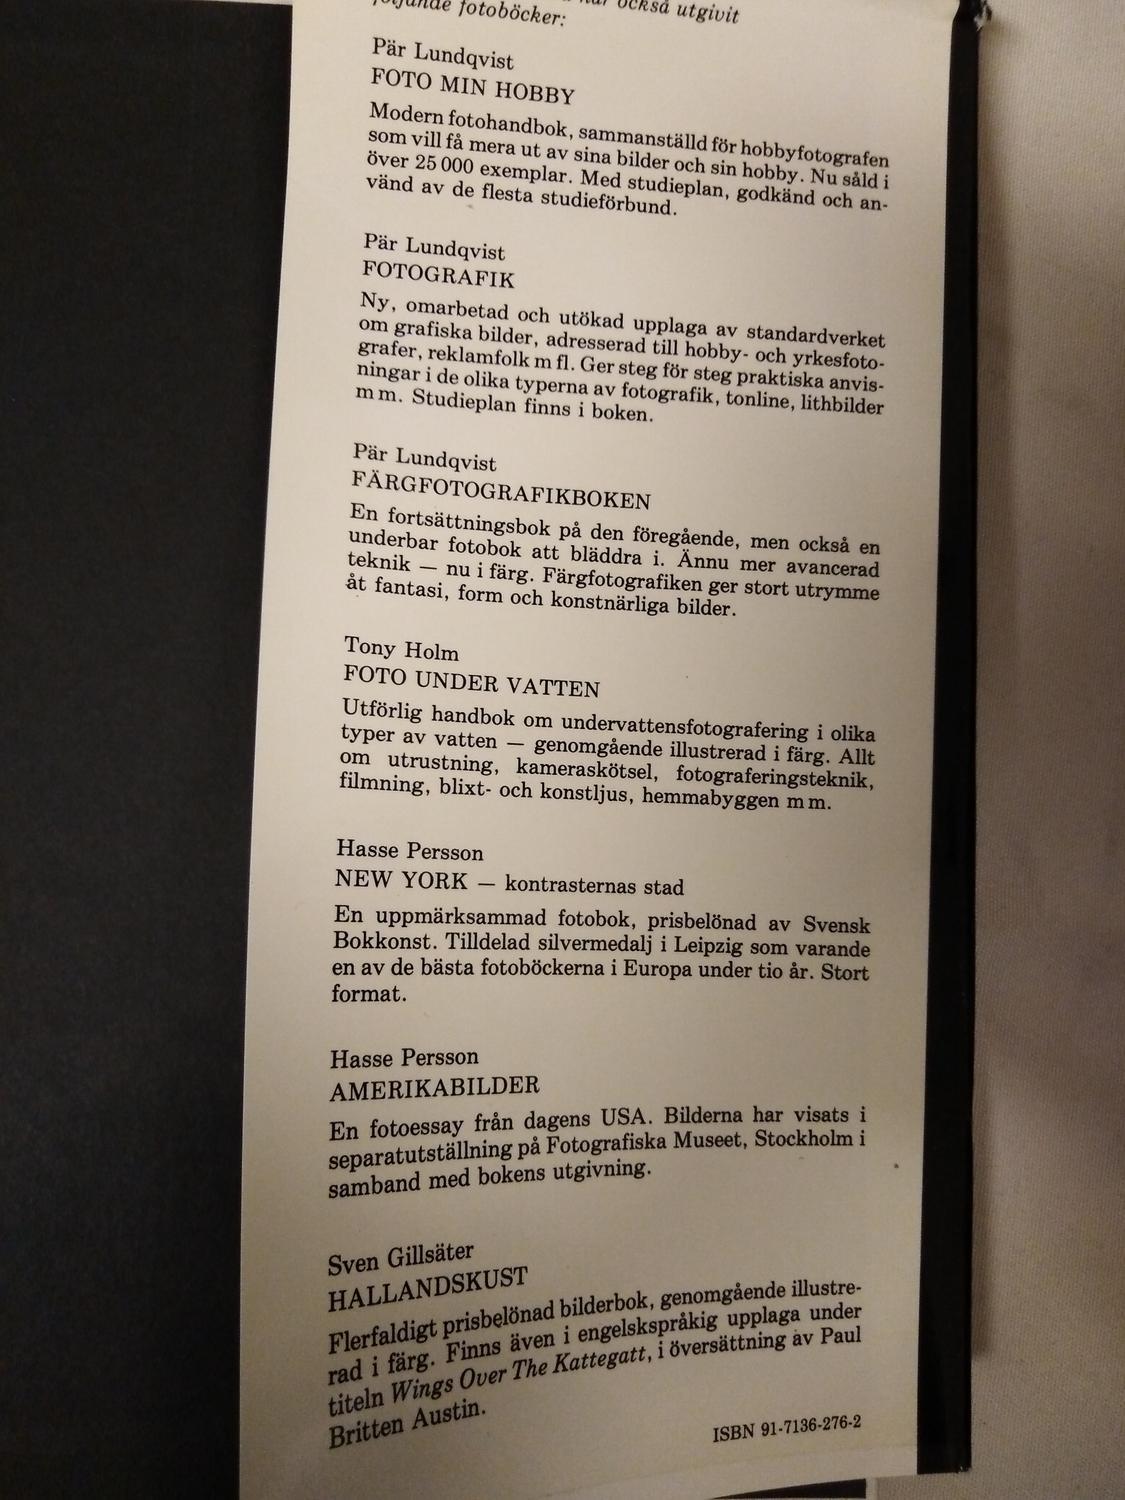 också utgivit
följande fotoböcker:
Pär Lundqvist
FOTO MIN HOBBY
Modern fotohandbok, sammanställd för hobbyfotografen
som vill få mera ut av sina bilder och sin hobby. Nu såld i
över 25 000 exemplar. Med studieplan, godkänd och an-
vänd av de flesta studieförbund.
Pär Lundqvist
FOTOGRAFIK
Ny, omarbetad och utökad upplaga av standardverket
om grafiska bilder, adresserad till hobby- och yrkesfoto-
grafer, reklamfolk m fl. Ger steg för steg praktiska anvis-
ningar i de olika typerna av fotografik, tonline, lithbilder
m m. Studieplan finns i boken.
Pär Lundqvist
FÄRGFOTOGRAFIKBOKEN
En fortsättningsbok på den föregående, men också en
underbar fotobok att bläddra i. Ännu mer avancerad
teknik — nu i färg. Färgfotografiken ger stort utrymme
åt fantasi, form och konstnärliga bilder.
Tony Holm
FOTO UNDER VATTEN
Utförlig handbok om undervattensfotografering i olika
typer av vatten — genomgående illustrerad i färg. Allt
om utrustning, kameraskötsel, fotograferingsteknik,
filmning, blixt- och konstljus, hemmabyggen m m.
Hasse Persson
NEW YORK — kontrasternas stad
En uppmärksammad fotobok, prisbelönad av Svensk
Bokkonst. Tilldelad silvermedalj i Leipzig som varande
en av de bästa fotoböckerna i Europa under tio år. Stort
format.
Hasse Persson
AMERIKABILDER
En fotoessay från dagens USA. Bilderna har visats i
separatutställning på Fotografiska Museet, Stockholm i
samband med bokens utgivning.
Sven Gillsäter
HALLANDSKUST
Flerfaldigt prisbelönad bilderbok, genomgående illustre-
rad i färg. Finns även i engelskspråkig upplaga under
titeln Wings Over The Kattegatt, i översättning av Paul
Britten Austin.
ISBN 91-7136-276-2